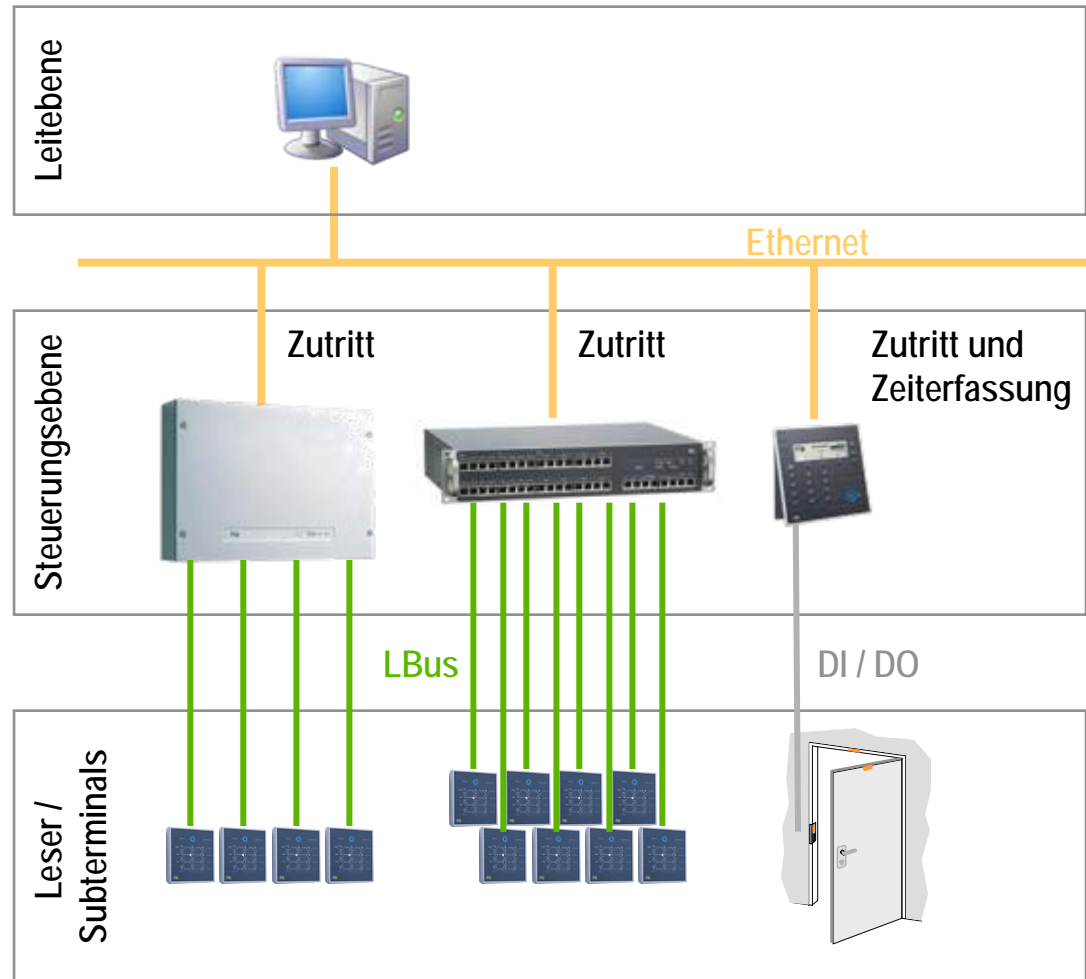 Leitebene
Ethernet
Steuerungsebene
Zutritt
Zutritt
Zutritt und
Zeiterfassung
LBus
DI / DO
Leser /
Subterminals